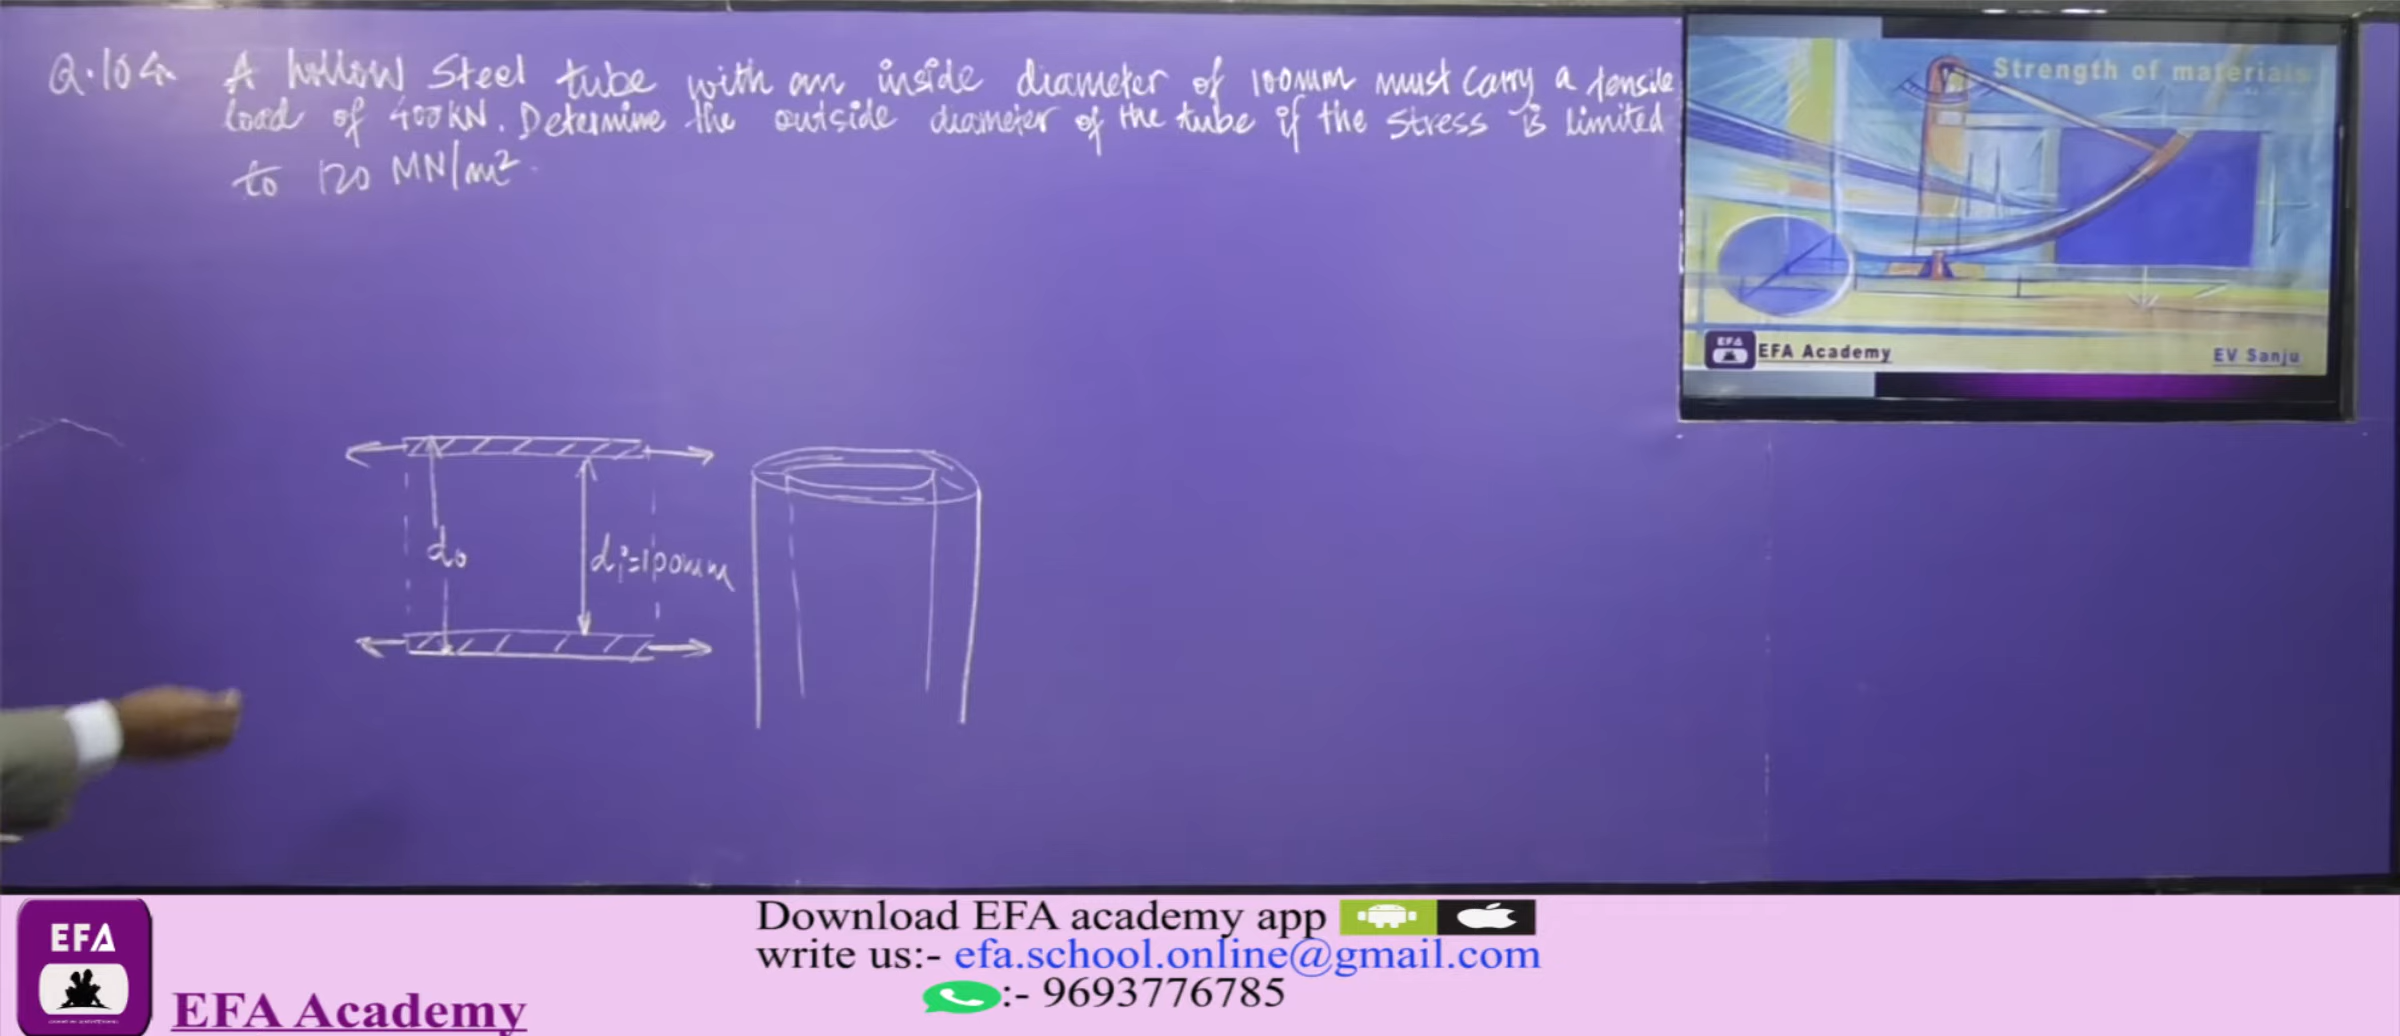 Q.104 A hollow Steel tube with an inside diameter of 100mm must carry a tensile
load of 400KN. Determine the outside diameter of the tube if the stress is limited
to 120 MN/m²
Strength of materials
EFA
EFA Academy
EV Sanju
do
di=100mm
EFA
EFA Academy
Download EFA academy app
write us:- efa.school.online@gmail.com
:- 9693776785